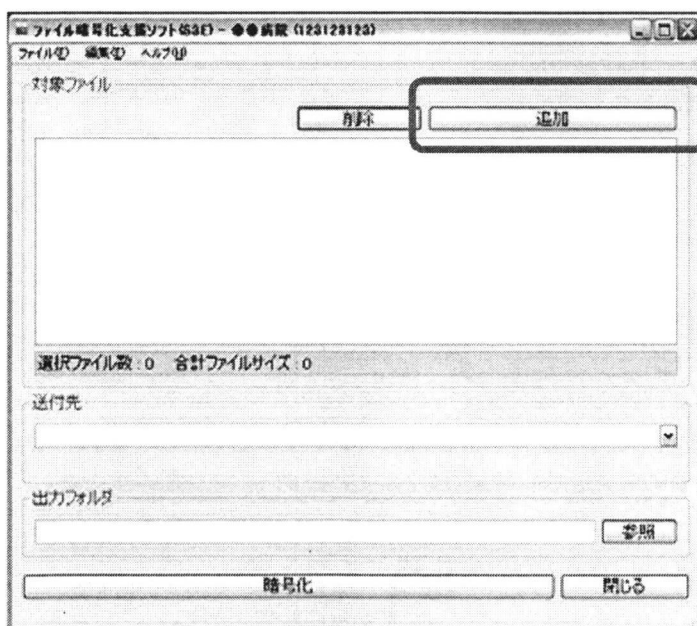 ファイル暗号化支援ソフト(S3E) - ●●病院 (123123123)
ファイル(F) 編集(E) ヘルプ(H)
対象ファイル
削除 追加
選択ファイル数 : 0 合計ファイルサイズ : 0
送付先
出力フォルダ
参照
暗号化 閉じる